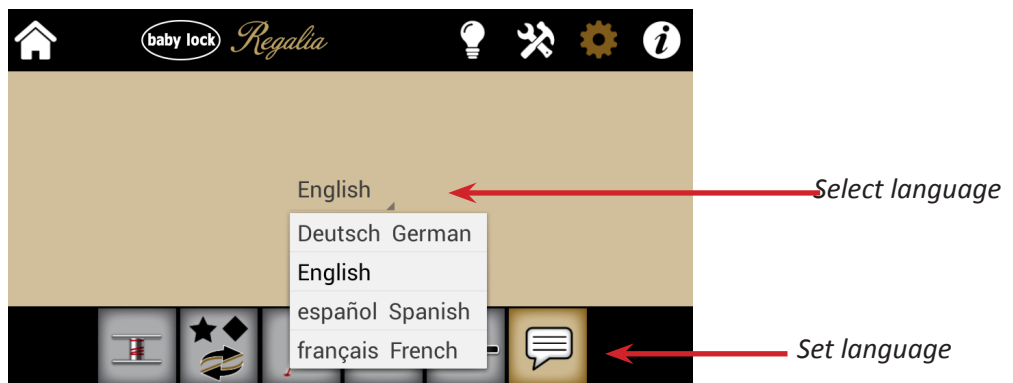 baby lock Regalia
i
English
Select language
Deutsch German
English
español Spanish
français French
Set language